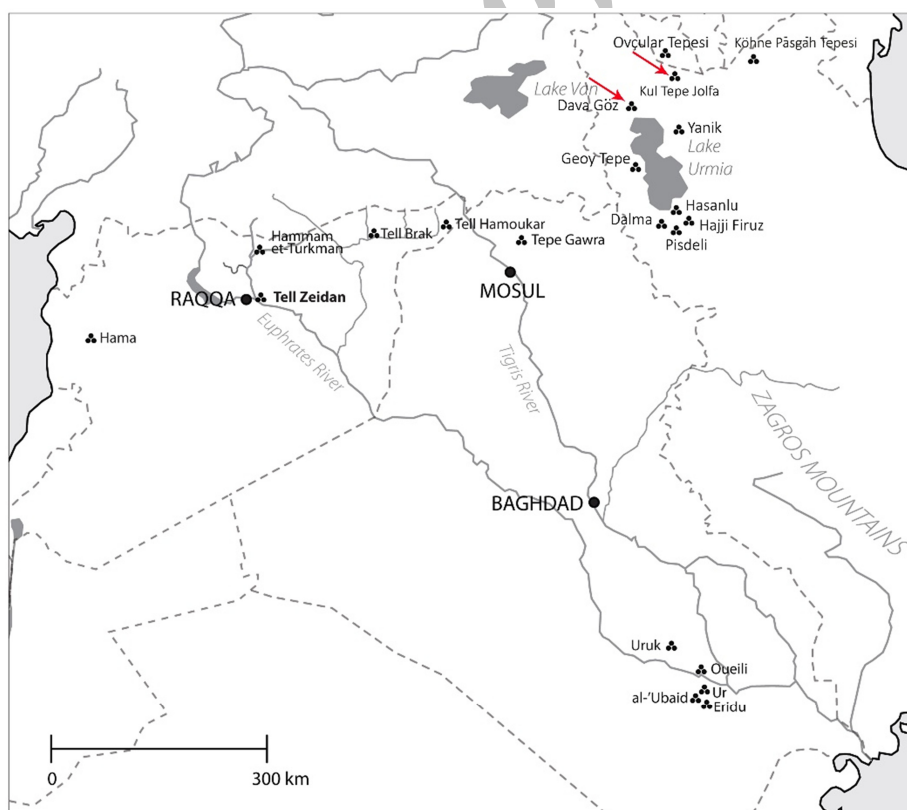 Ovçular Tepesi
Köhne Pāsgāh Tepesi
Kul Tepe Jolfa
Lake Van
Dava Göz
Yanik
Lake
Urmia
Geoy Tepe
Hasanlu
Dalma
Hajji Firuz
Pisdeli
Hammam
et-Turkman
Tell Brak
Tell Hamoukar
Tepe Gawra
MOSUL
RAQQA
Tell Zeidan
Hama
Euphrates River
Tigris River
ZAGROS MOUNTAINS
BAGHDAD
Uruk
Oueili
Ur
al-‘Ubaid
Eridu
0
300 km